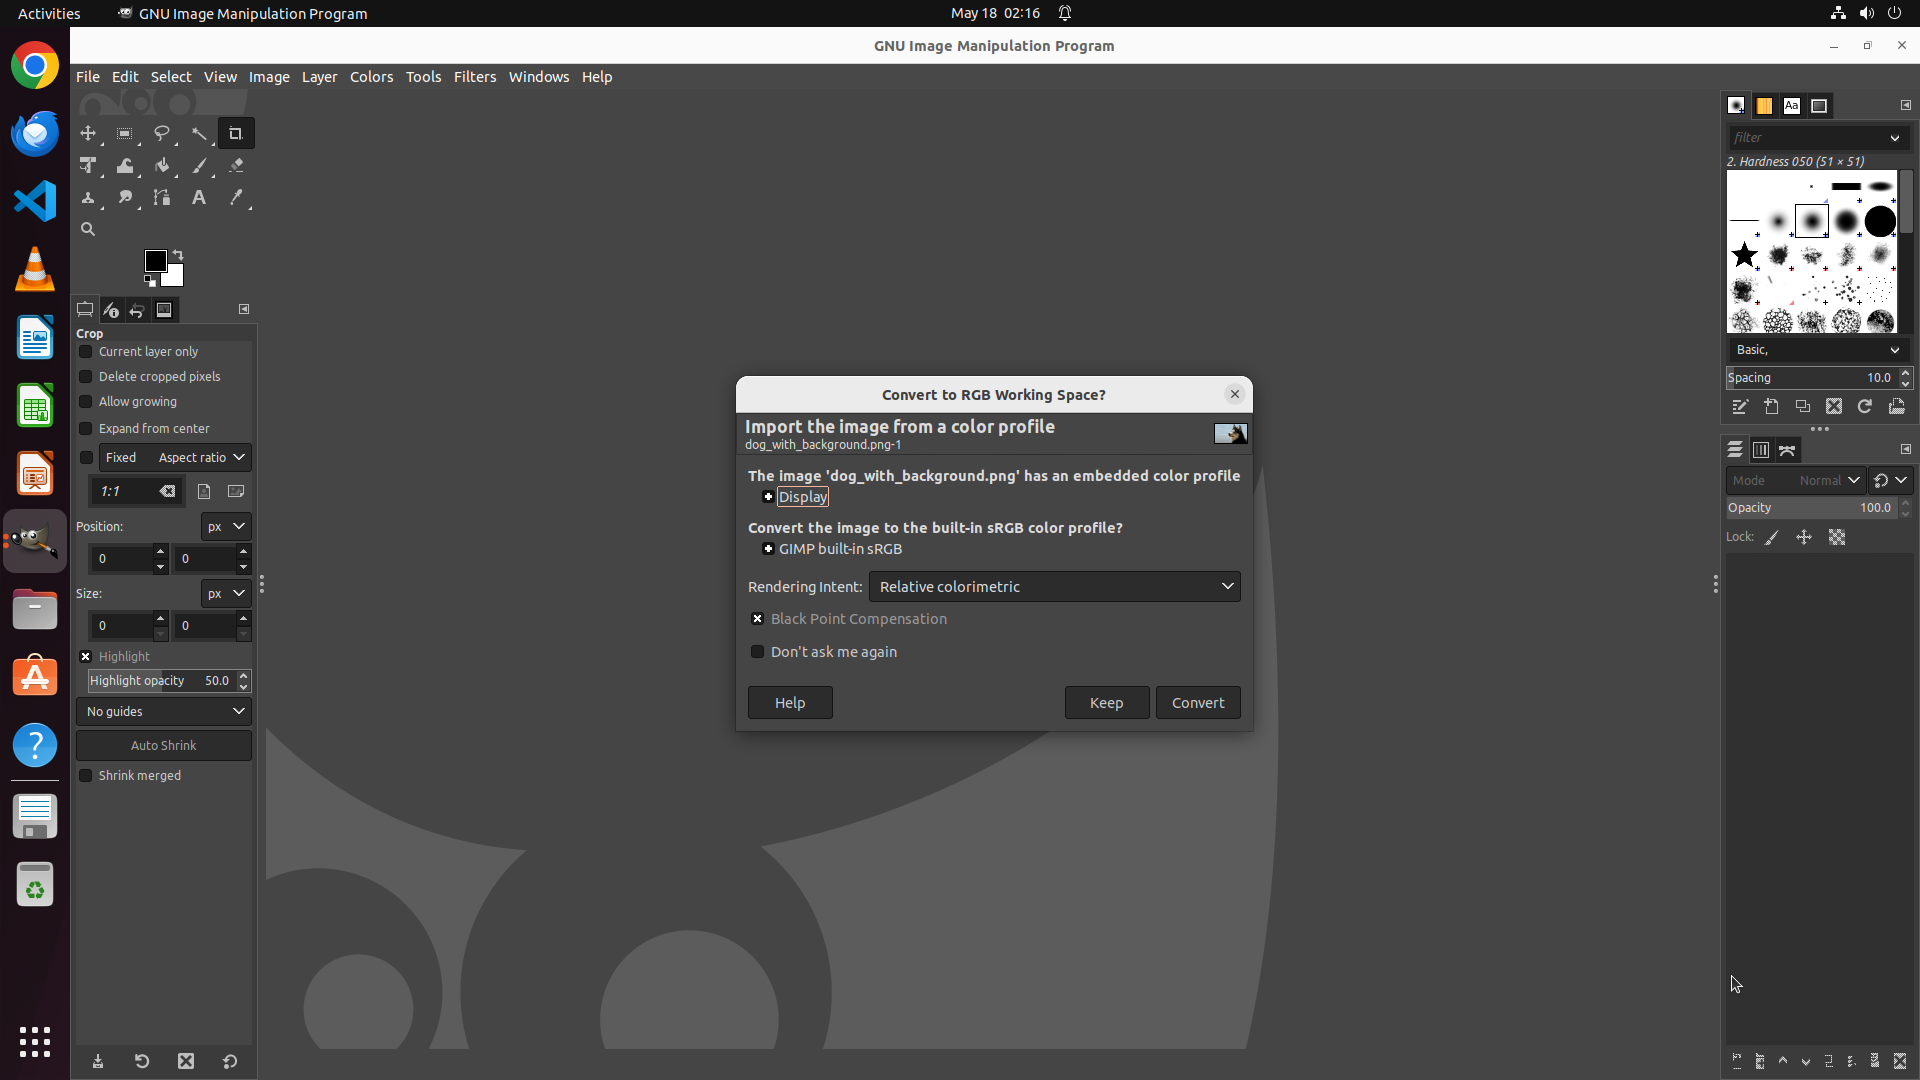 Activities
GNU Image Manipulation Program
May 18 02:16
GNU Image Manipulation Program
File Edit Select View Image Layer Colors Tools Filters Windows Help
Crop
Current layer only
Delete cropped pixels
Allow growing
Expand from center
Fixed Aspect ratio
1:1
Position: px
0 0
Size: px
0 0
Highlight
Highlight opacity 50.0
No guides
Auto Shrink
Shrink merged
Convert to RGB Working Space?
Import the image from a color profile
dog_with_background.png-1
The image 'dog_with_background.png' has an embedded color profile
Display
Convert the image to the built-in sRGB color profile?
GIMP built-in sRGB
Rendering Intent: Relative colorimetric
Black Point Compensation
Don't ask me again
Help Keep Convert
Aa
filter
2. Hardness 050 (51 × 51)
Basic,
Spacing 10.0
Mode Normal
Opacity 100.0
Lock: